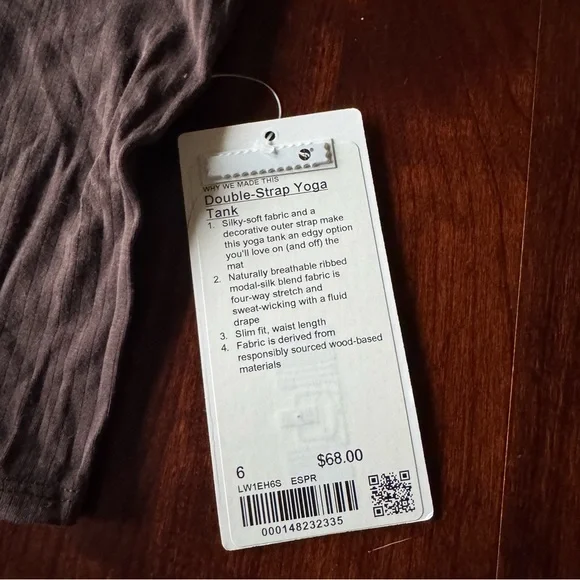 WHY WE MADE THIS
Double-Strap Yoga
Tank
1. Silky-soft fabric and a
decorative outer strap make
this yoga tank an edgy option
you'll love on (and off) the
mat
2. Naturally breathable ribbed
modal-silk blend fabric is
four-way stretch and
sweat-wicking with a fluid
drape
3. Slim fit, waist length
4. Fabric is derived from
responsibly sourced wood-based
materials
6 $68.00
LW1EH6S ESPR
000148232335